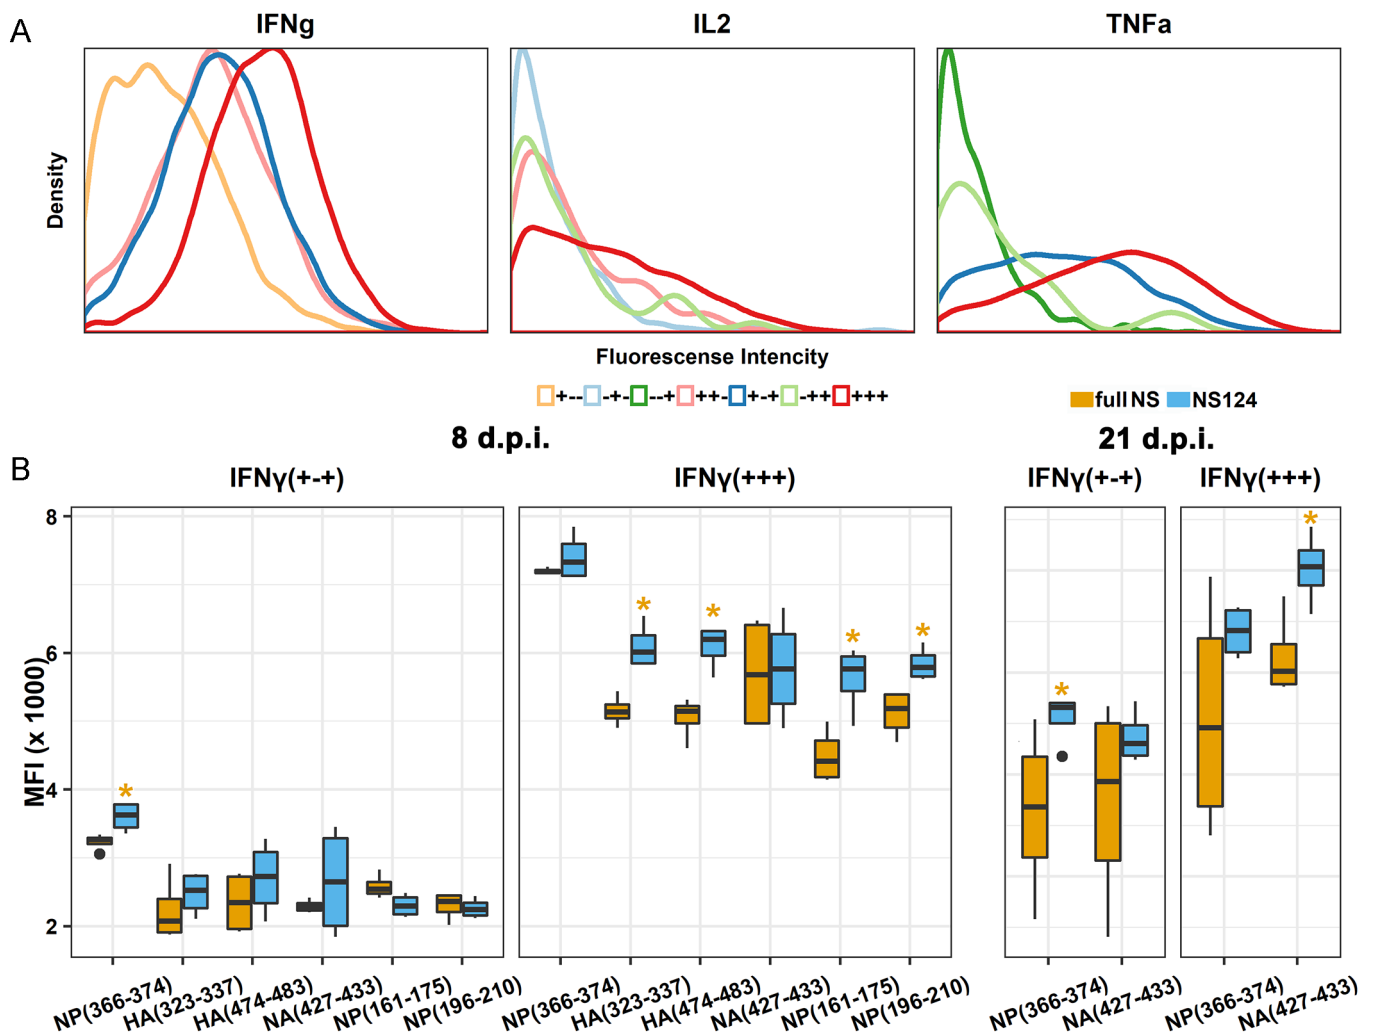 A
IFNg
IL2
TNFa
Density
Fluorescense Intencity
+-- -+- --+ ++- +-+ -++ +++
full NS NS124
8 d.p.i.
21 d.p.i.
B
IFNγ(+-+)
IFNγ(+++)
IFNγ(+-+)
IFNγ(+++)
MFI (x 1000)
8
6
4
2
* * * * * * *
NP(366-374) HA(323-337) HA(474-483) NA(427-433) NP(161-175) NP(196-210)
NP(366-374) HA(323-337) HA(474-483) NA(427-433) NP(161-175) NP(196-210)
NP(366-374) NA(427-433)
NP(366-374) NA(427-433)